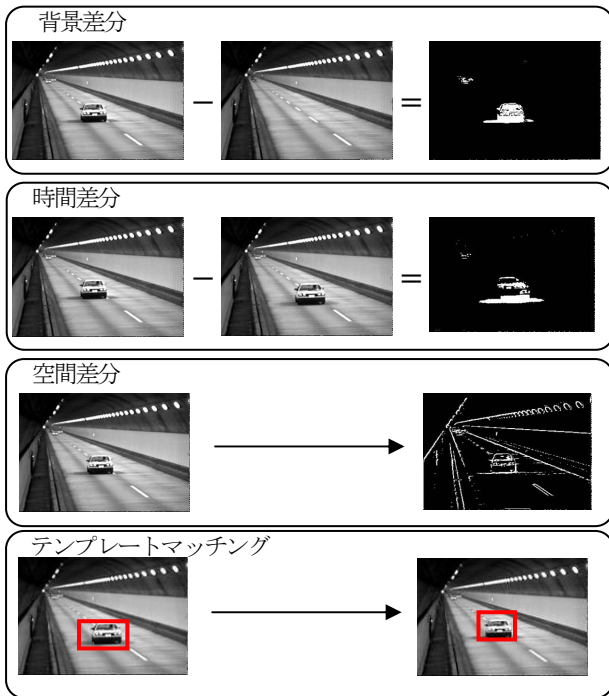 背景差分
− =
時間差分
− =
空間差分
テンプレートマッチング